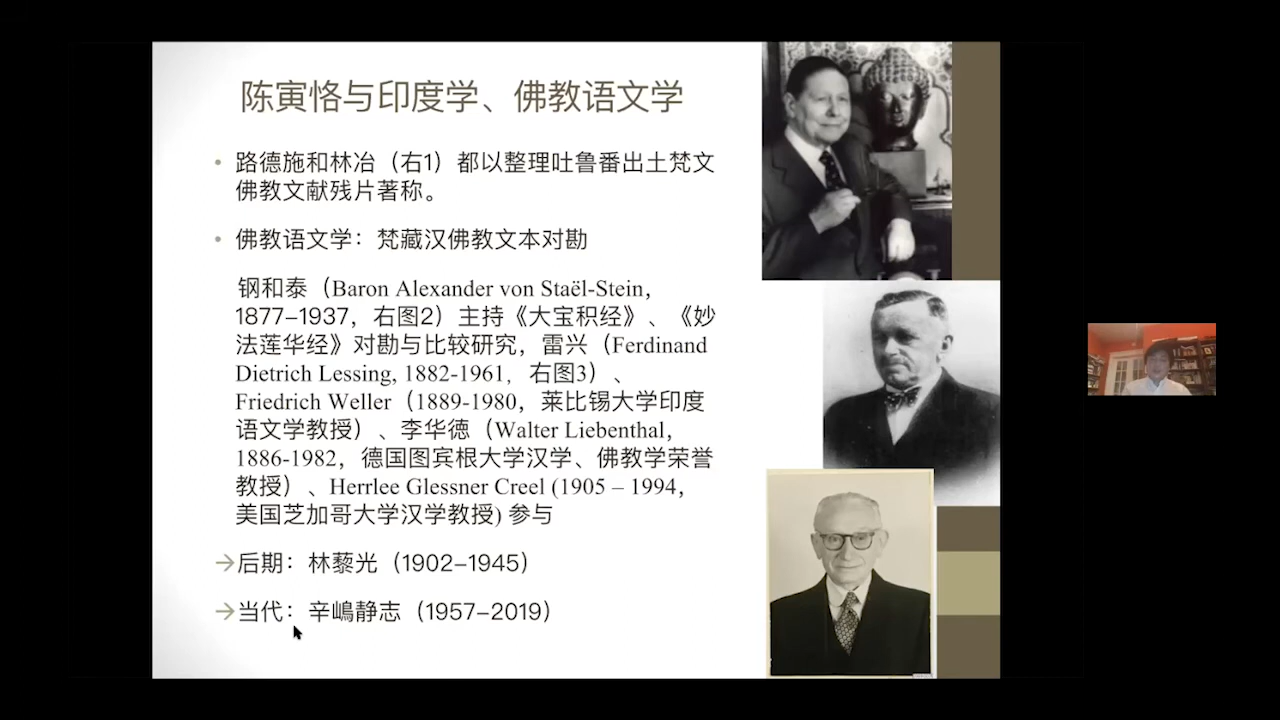 陈寅恪与印度学、佛教语文学
• 路德施和林冶（右1）都以整理吐鲁番出土梵文
佛教文献残片著称。
• 佛教语文学：梵藏汉佛教文本对勘
钢和泰（Baron Alexander von Staël-Stein,
1877–1937，右图2）主持《大宝积经》、《妙
法莲华经》对勘与比较研究，雷兴（Ferdinand
Dietrich Lessing, 1882-1961，右图3）、
Friedrich Weller（1889-1980，莱比锡大学印度
语文学教授）、李华德（Walter Liebenthal,
1886-1982，德国图宾根大学汉学、佛教学荣誉
教授）、Herrlee Glessner Creel (1905 – 1994，
美国芝加哥大学汉学教授) 参与
→后期：林藜光（1902–1945）
→当代：辛嶋静志（1957–2019）